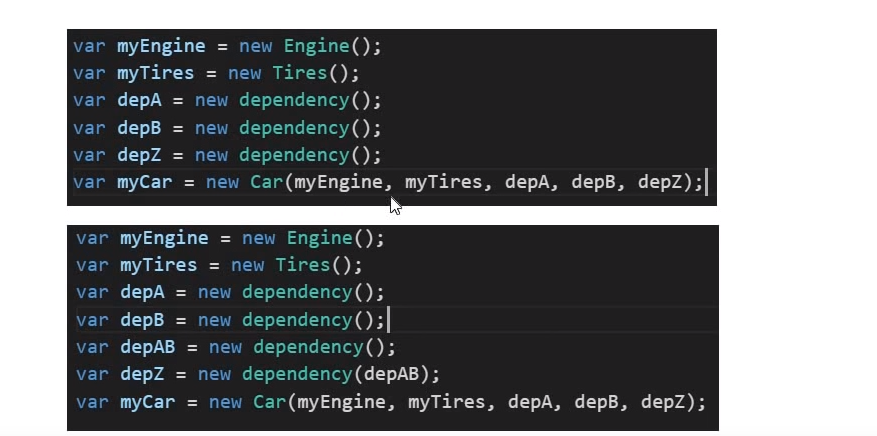 var myEngine = new Engine();
var myTires = new Tires();
var depA = new dependency();
var depB = new dependency();
var depZ = new dependency();
var myCar = new Car(myEngine, myTires, depA, depB, depZ);
var myEngine = new Engine();
var myTires = new Tires();
var depA = new dependency();
var depB = new dependency();
var depAB = new dependency();
var depZ = new dependency(depAB);
var myCar = new Car(myEngine, myTires, depA, depB, depZ);